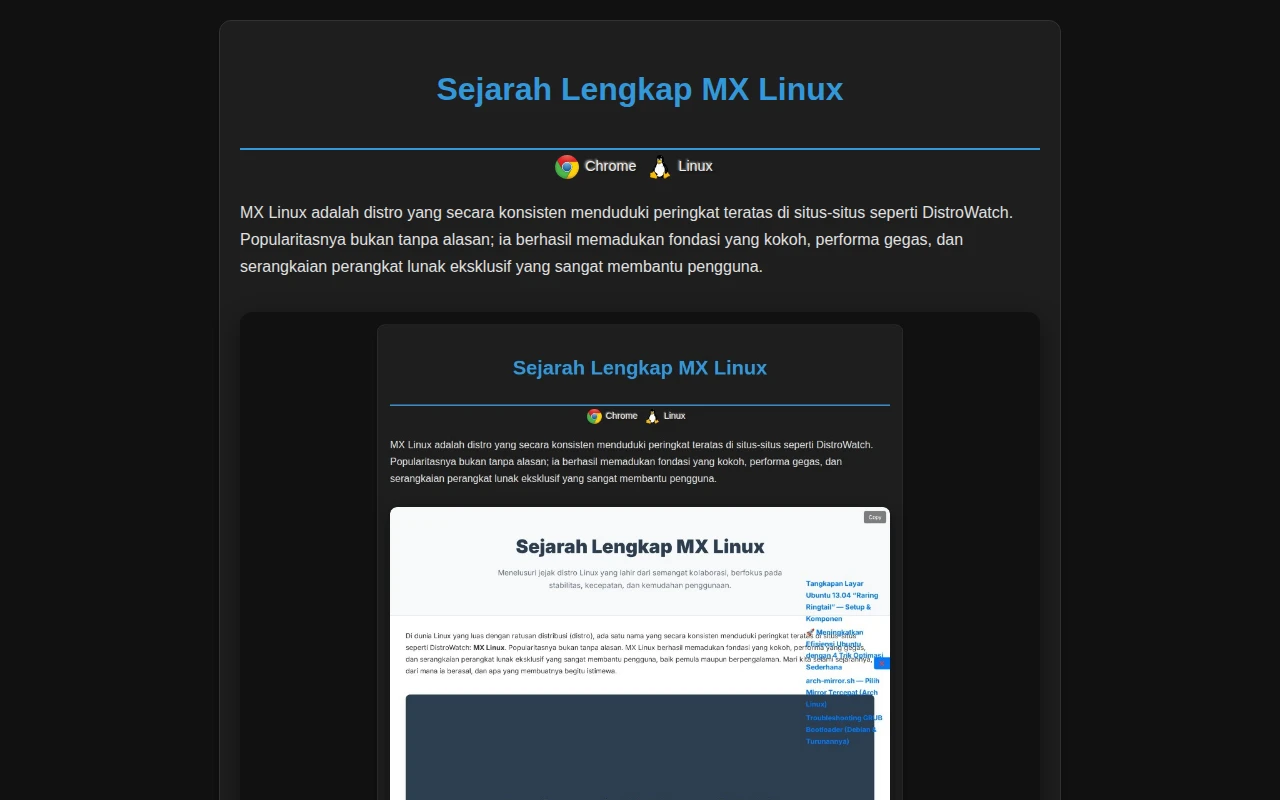 Sejarah Lengkap MX Linux
Chrome Linux
MX Linux adalah distro yang secara konsisten menduduki peringkat teratas di situs-situs seperti DistroWatch.
Popularitasnya bukan tanpa alasan; ia berhasil memadukan fondasi yang kokoh, performa gegas, dan
serangkaian perangkat lunak eksklusif yang sangat membantu pengguna.
Sejarah Lengkap MX Linux
Chrome Linux
MX Linux adalah distro yang secara konsisten menduduki peringkat teratas di situs-situs seperti DistroWatch.
Popularitasnya bukan tanpa alasan; ia berhasil memadukan fondasi yang kokoh, performa gegas, dan
serangkaian perangkat lunak eksklusif yang sangat membantu pengguna.
Copy
Sejarah Lengkap MX Linux
Menelusuri jejak distro Linux yang lahir dari semangat kolaborasi, berfokus pada
stabilitas, kecepatan, dan kemudahan penggunaan.
Di dunia Linux yang luas dengan ratusan distribusi (distro), ada satu nama yang secara konsisten menduduki peringkat teratas di situs-situs
seperti DistroWatch: MX Linux. Popularitasnya bukan tanpa alasan. MX Linux berhasil memadukan fondasi yang kokoh, performa yang gegas,
dan serangkaian perangkat lunak eksklusif yang sangat membantu pengguna, baik pemula maupun berpengalaman. Mari kita selami sejarahnya,
dari mana ia berasal, dan apa yang membuatnya begitu istimewa.
Tangkapan Layar
Ubuntu 13.04 "Raring
Ringtail" — Setup &
Komponen
Meningkatkan
Efisiensi Ubuntu
dengan 4 Trik Optimasi
Sederhana
arch-mirror.sh — Pilih
Mirror Tercepat (Arch
Linux)
Troubleshooting GRUB
Bootloader (Debian &
Turunannya)